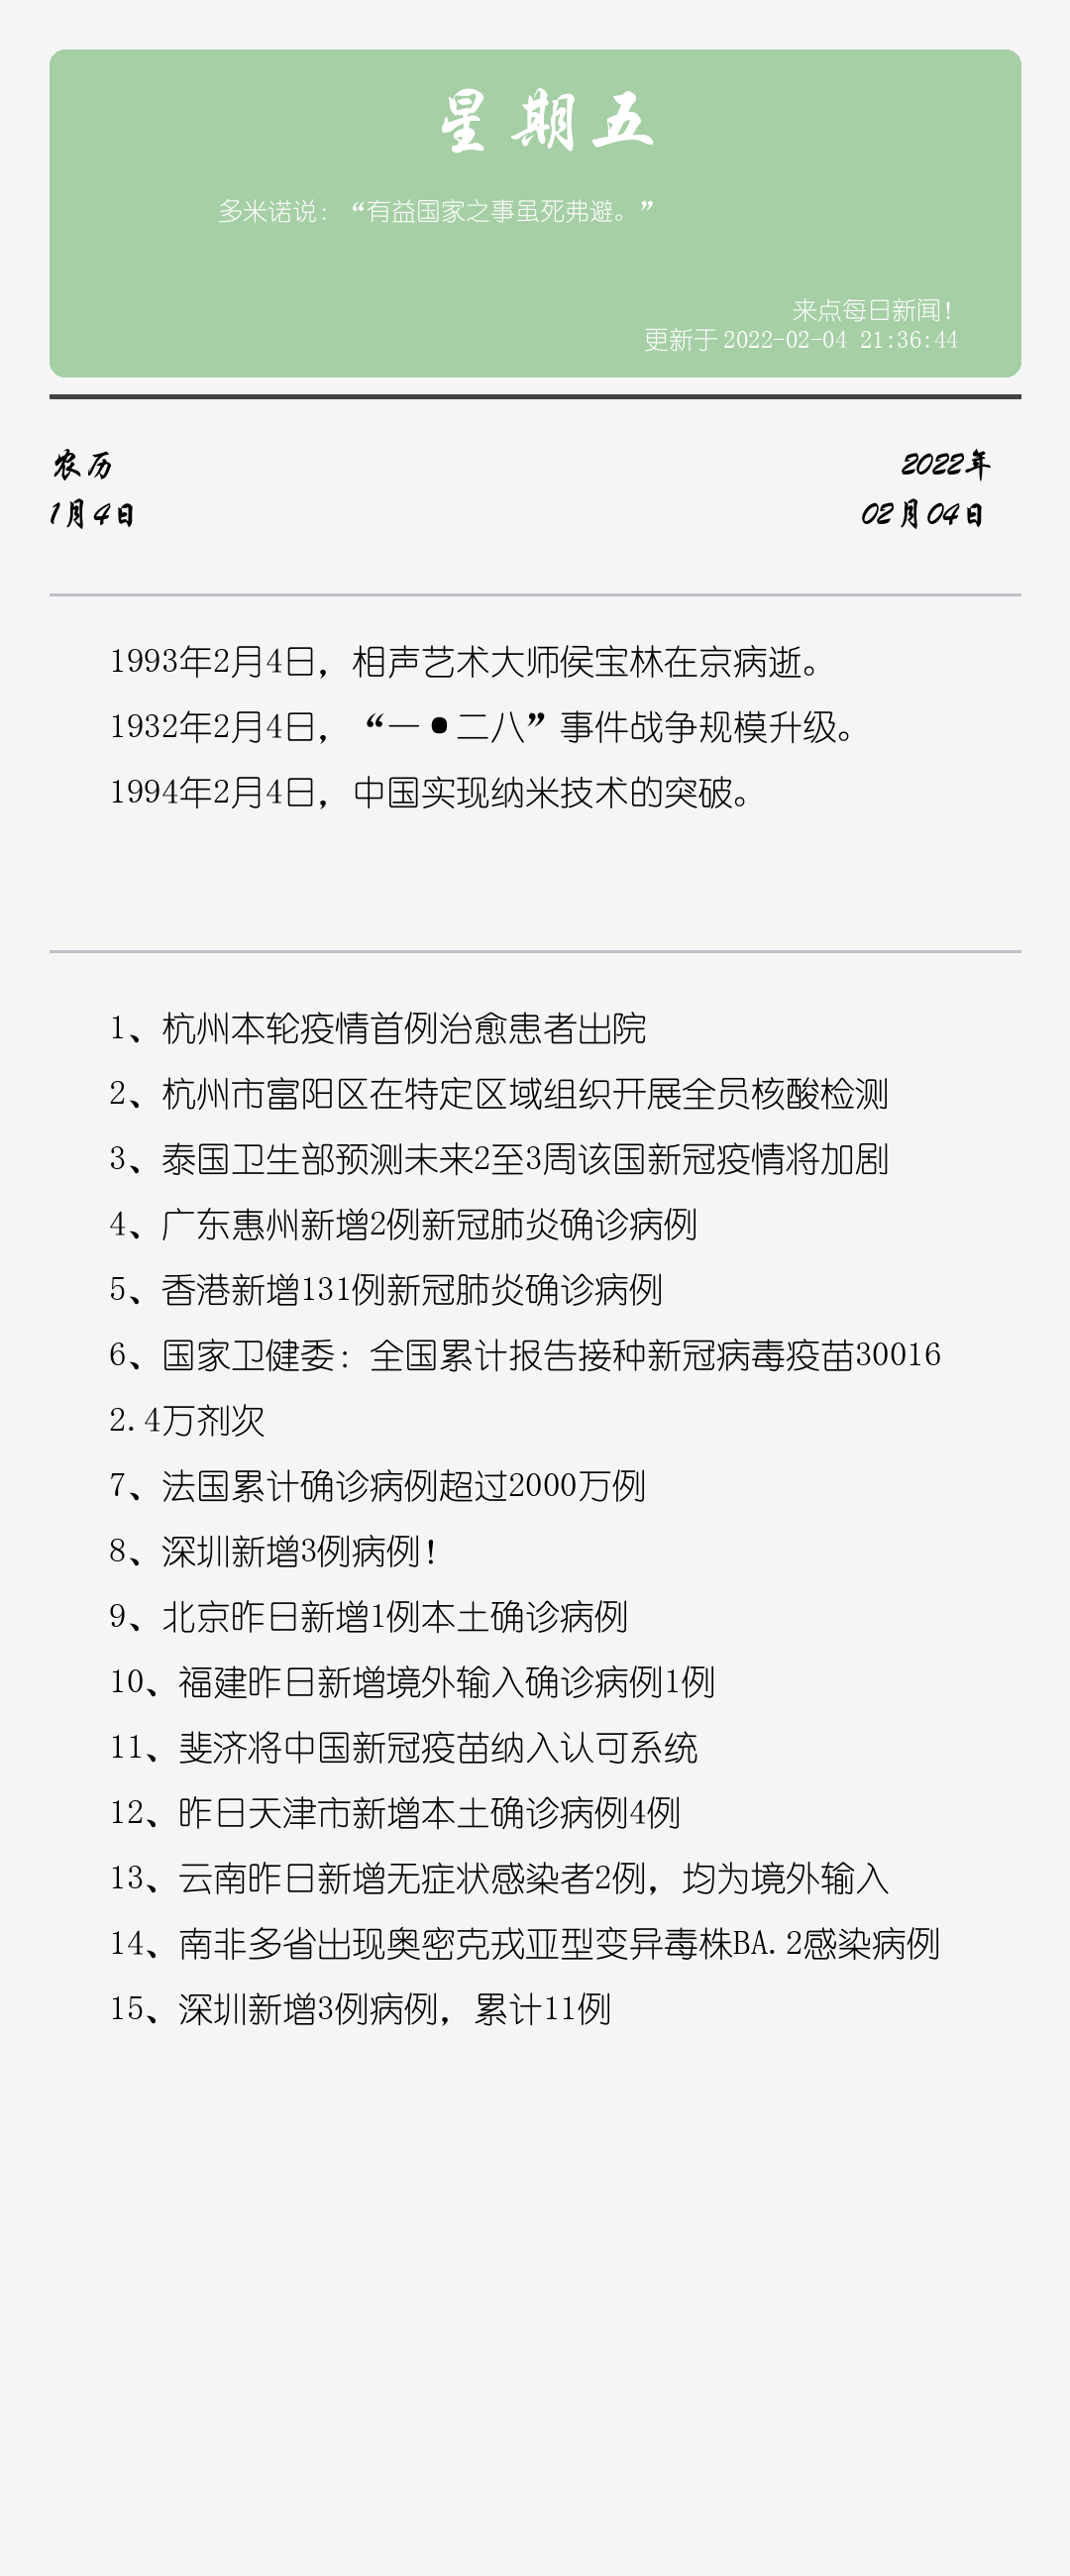 星期五
多米诺说：“有益国家之事虽死弗避。”
来点每日新闻！
更新于2022-02-04 21:36:44
农历
2022年
1月4日
02月04日
1993年2月4日，相声艺术大师侯宝林在京病逝。
1932年2月4日，“一•二八”事件战争规模升级。
1994年2月4日，中国实现纳米技术的突破。
1、杭州本轮疫情首例治愈患者出院
2、杭州市富阳区在特定区域组织开展全员核酸检测
3、泰国卫生部预测未来2至3周该国新冠疫情将加剧
4、广东惠州新增2例新冠肺炎确诊病例
5、香港新增131例新冠肺炎确诊病例
6、国家卫健委：全国累计报告接种新冠病毒疫苗30016
2.4万剂次
7、法国累计确诊病例超过2000万例
8、深圳新增3例病例！
9、北京昨日新增1例本土确诊病例
10、福建昨日新增境外输入确诊病例1例
11、斐济将中国新冠疫苗纳入认可系统
12、昨日天津市新增本土确诊病例4例
13、云南昨日新增无症状感染者2例，均为境外输入
14、南非多省出现奥密克戎亚型变异毒株BA.2感染病例
15、深圳新增3例病例，累计11例